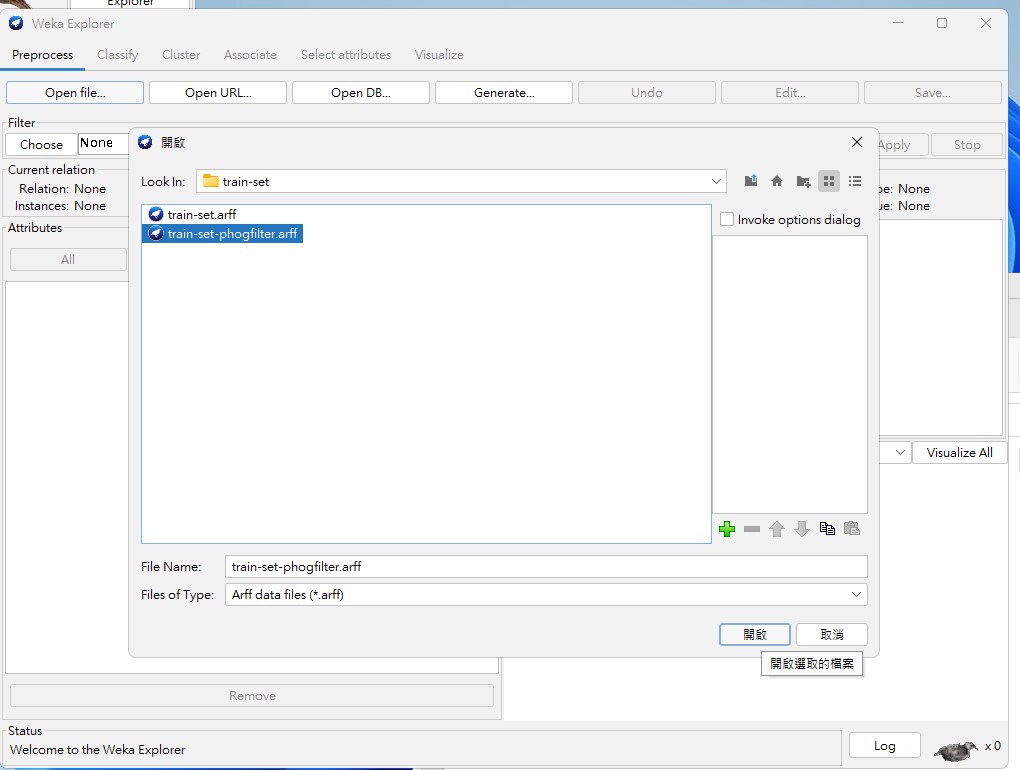 Explorer
Weka Explorer
Preprocess Classify Cluster Associate Select attributes Visualize
Open file... Open URL... Open DB... Generate... Undo Edit... Save...
Filter
Choose None Apply Stop
開啟
Current relation
Relation: None
Instances: None
pe: None
ue: None
Attributes
All
Look In: train-set
train-set.arff
train-set-phogfilter.arff
Invoke options dialog
Visualize All
File Name: train-set-phogfilter.arff
Files of Type: Arff data files (*.arff)
開啟 取消
開啟選取的檔案
Remove
Status
Welcome to the Weka Explorer
Log x 0